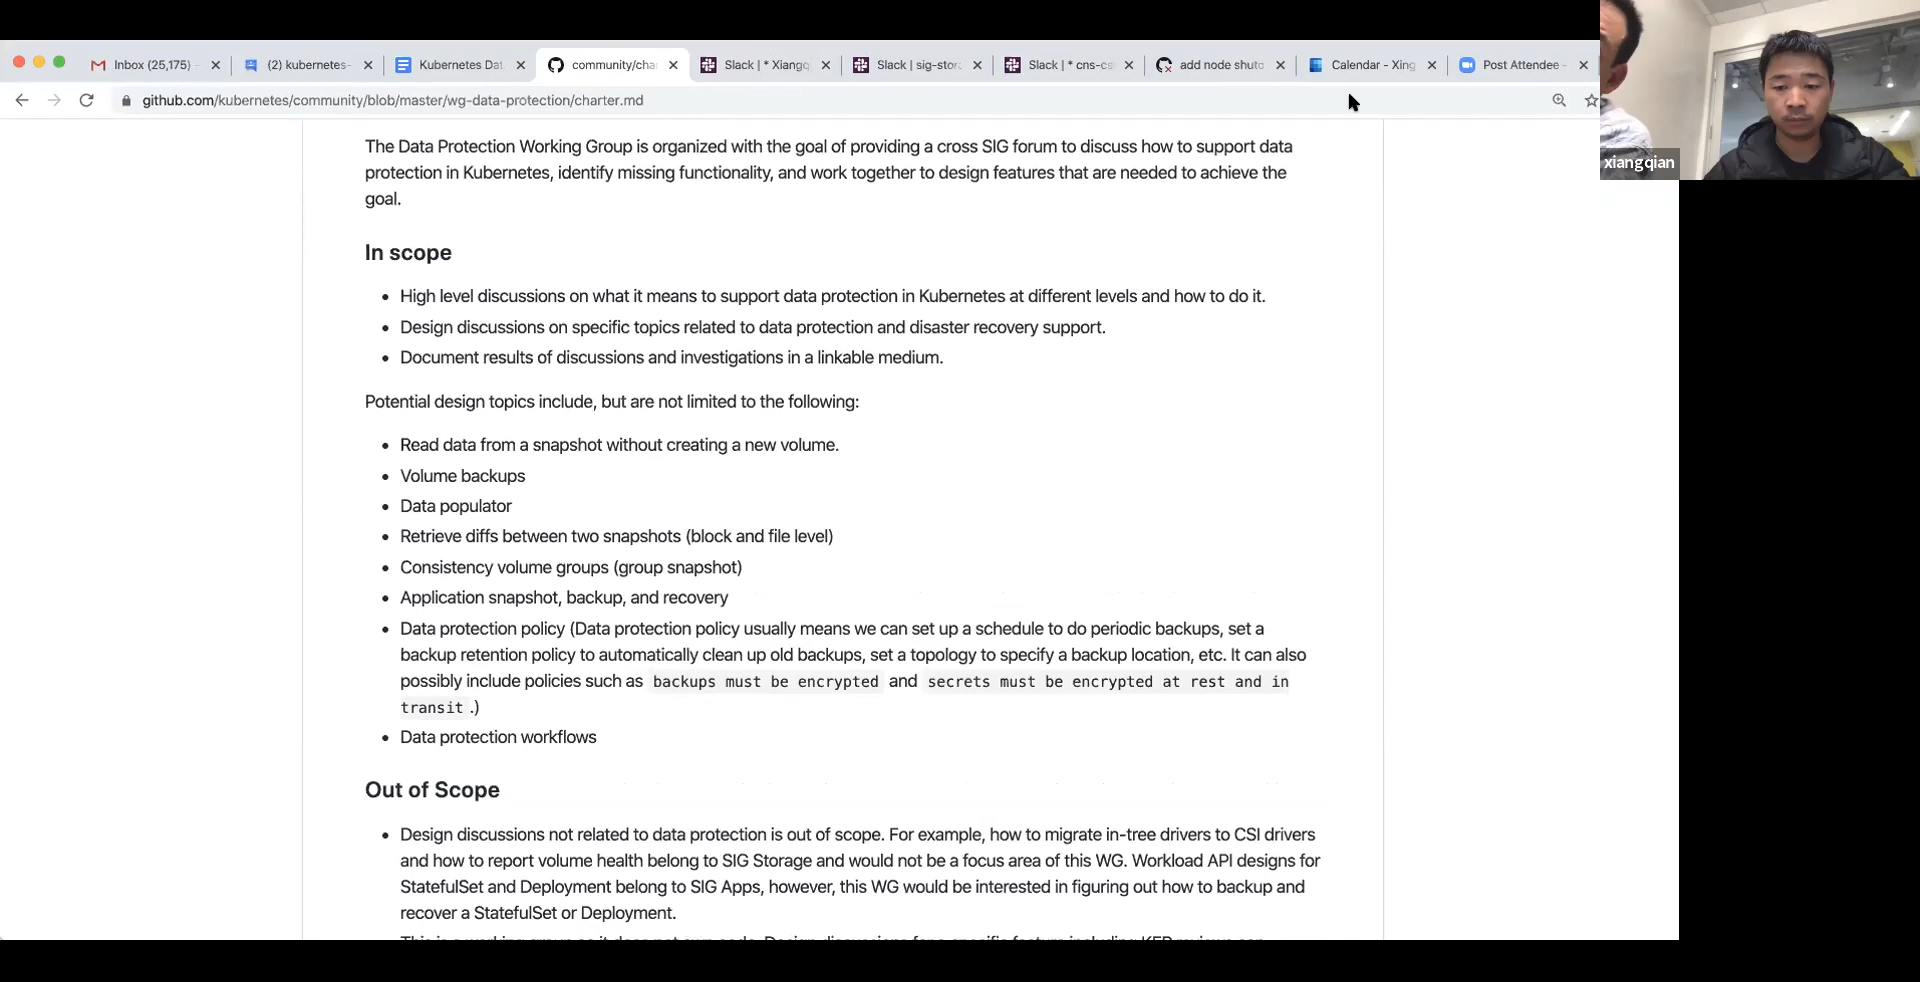 Inbox (25,175) -
(2) kubernetes-
Kubernetes Dat
community/cha
Slack | * Xiangq
Slack | sig-stor
Slack | * cns-cs
add node shutc
Calendar - Xing
Post Attendee -
github.com/kubernetes/community/blob/master/wg-data-protection/charter.md
xiangqian
The Data Protection Working Group is organized with the goal of providing a cross SIG forum to discuss how to support data
protection in Kubernetes, identify missing functionality, and work together to design features that are needed to achieve the
goal.
In scope
• High level discussions on what it means to support data protection in Kubernetes at different levels and how to do it.
• Design discussions on specific topics related to data protection and disaster recovery support.
• Document results of discussions and investigations in a linkable medium.
Potential design topics include, but are not limited to the following:
• Read data from a snapshot without creating a new volume.
• Volume backups
• Data populator
• Retrieve diffs between two snapshots (block and file level)
• Consistency volume groups (group snapshot)
• Application snapshot, backup, and recovery
• Data protection policy (Data protection policy usually means we can set up a schedule to do periodic backups, set a
backup retention policy to automatically clean up old backups, set a topology to specify a backup location, etc. It can also
possibly include policies such as backups must be encrypted and secrets must be encrypted at rest and in
transit .)
• Data protection workflows
Out of Scope
• Design discussions not related to data protection is out of scope. For example, how to migrate in-tree drivers to CSI drivers
and how to report volume health belong to SIG Storage and would not be a focus area of this WG. Workload API designs for
StatefulSet and Deployment belong to SIG Apps, however, this WG would be interested in figuring out how to backup and
recover a StatefulSet or Deployment.